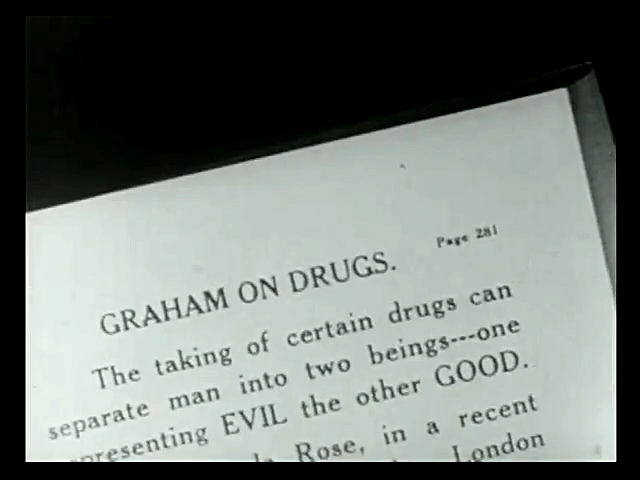 Page 281
GRAHAM ON DRUGS.
The taking of certain drugs can
separate man into two beings---one
representing EVIL the other GOOD.
Rose, in a recent
London